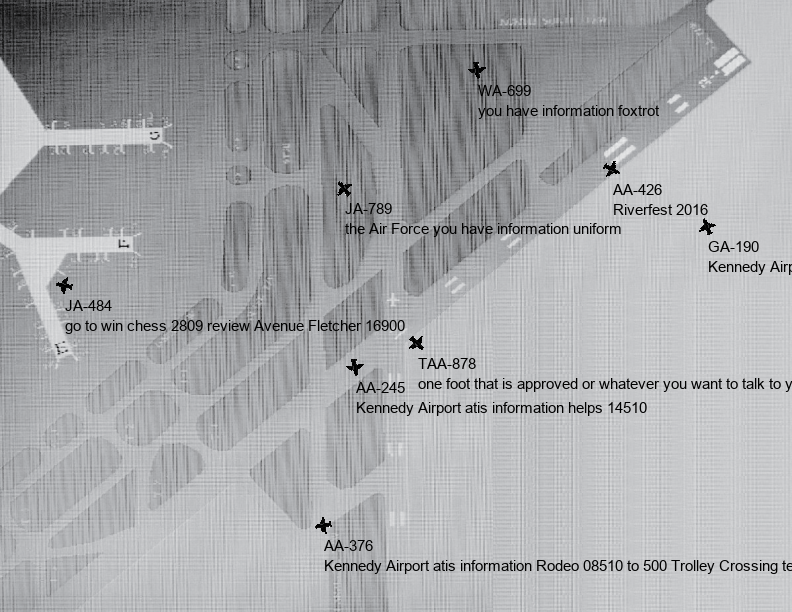 WA-699
you have information foxtrot
AA-426
Riverfest 2016
JA-789
the Air Force you have information uniform
GA-190
Kennedy Airp
JA-484
go to win chess 2809 review Avenue Fletcher 16900
TAA-878
one foot that is approved or whatever you want to talk to y
AA-245
Kennedy Airport atis information helps 14510
AA-376
Kennedy Airport atis information Rodeo 08510 to 500 Trolley Crossing te